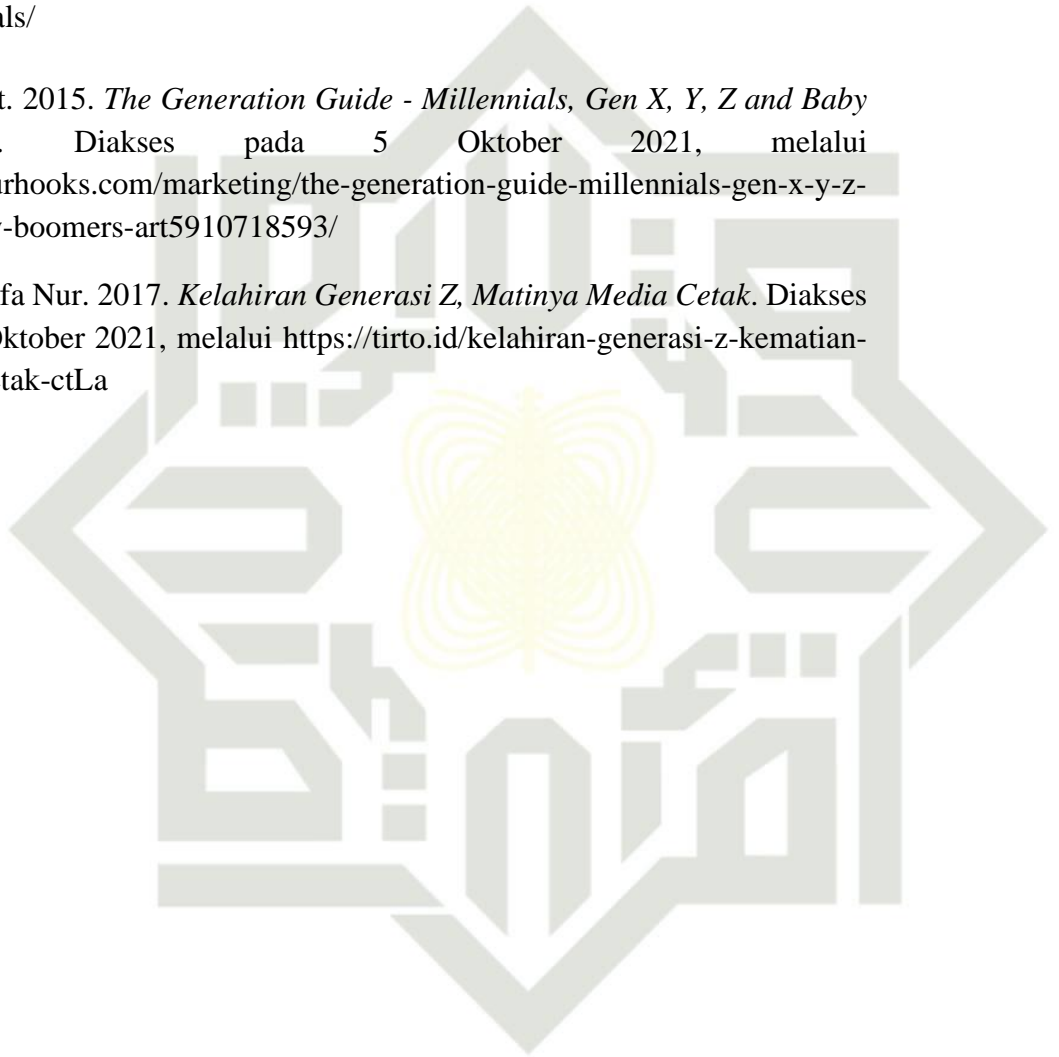 als/
t. 2015. The Generation Guide - Millennials, Gen X, Y, Z and Baby
. Diakses pada 5 Oktober 2021, melalui
urhooks.com/marketing/the-generation-guide-millennials-gen-x-y-z-
-boomers-art5910718593/
fa Nur. 2017. Kelahiran Generasi Z, Matinya Media Cetak. Diakses
Oktober 2021, melalui https://tirto.id/kelahiran-generasi-z-kematian-
tak-ctLa